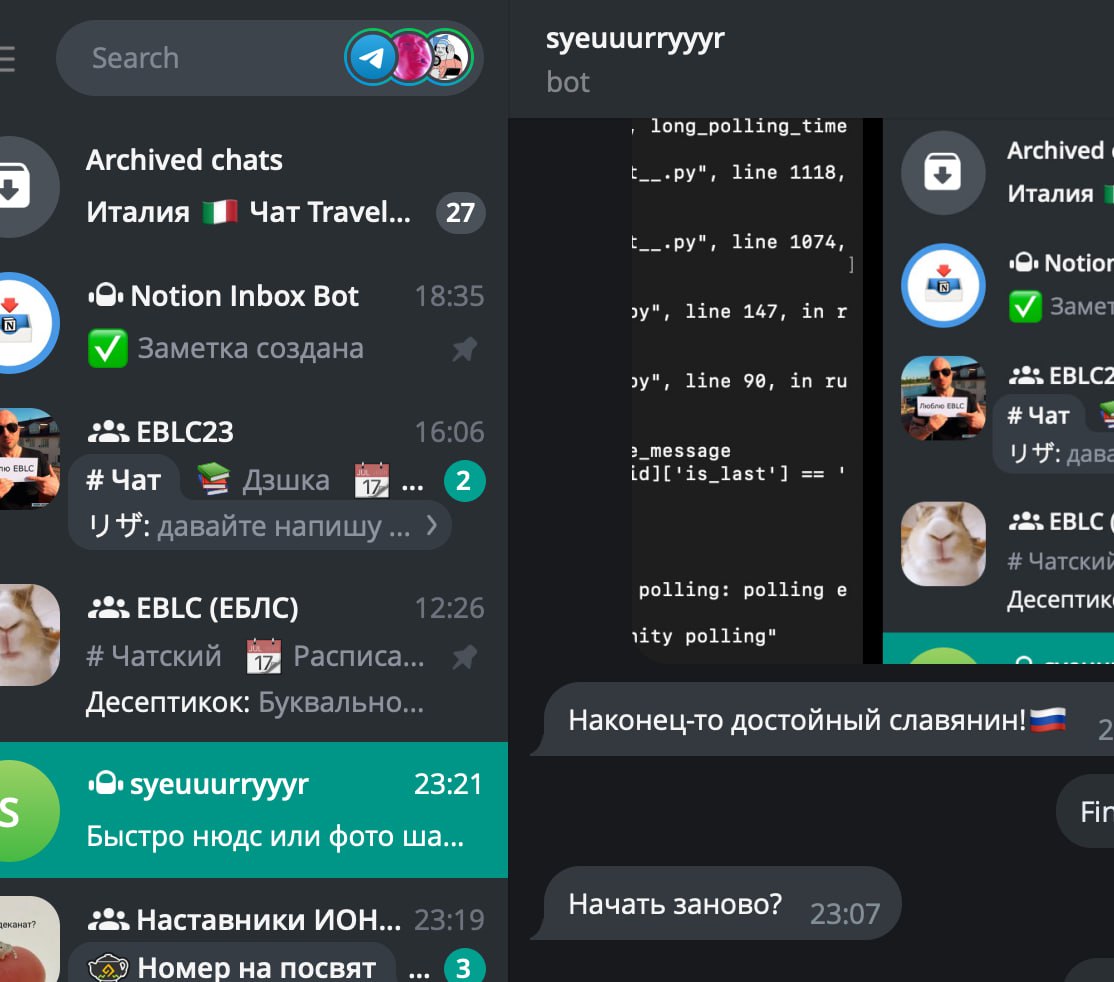 Search
Archived chats
Италия 🇮🇹 Чат Travel...
27
Notion Inbox Bot 18:35
✅ Заметка создана
EBLC23 16:06
# Чат 📚 Дзшка 📅 ... 2
リザ: давайте напишу ...
EBLC (ЕБЛС) 12:26
# Чатский 📅 Расписа...
Десептикок: Буквально...
S
syeuuurryyyr 23:21
Быстро нюдс или фото ша...
деканат?
Наставники ИОН... 23:19
Номер на посвят ... 3
syeuuurryyyr
bot
, long_polling_time
t__.py", line 1118,
t__.py", line 1074,
]
py", line 147, in r
py", line 90, in ru
e_message
id]['is_last'] == '
polling: polling e
nity polling"
Archived
Италия
Notion
✅ Замет
EBLC2
Люблю EBLC
# Чат
リザ: дава
EBLC (
# Чатский
Десептикок
Наконец-то достойный славянин!🇷🇺 2
Fin
Начать заново? 23:07